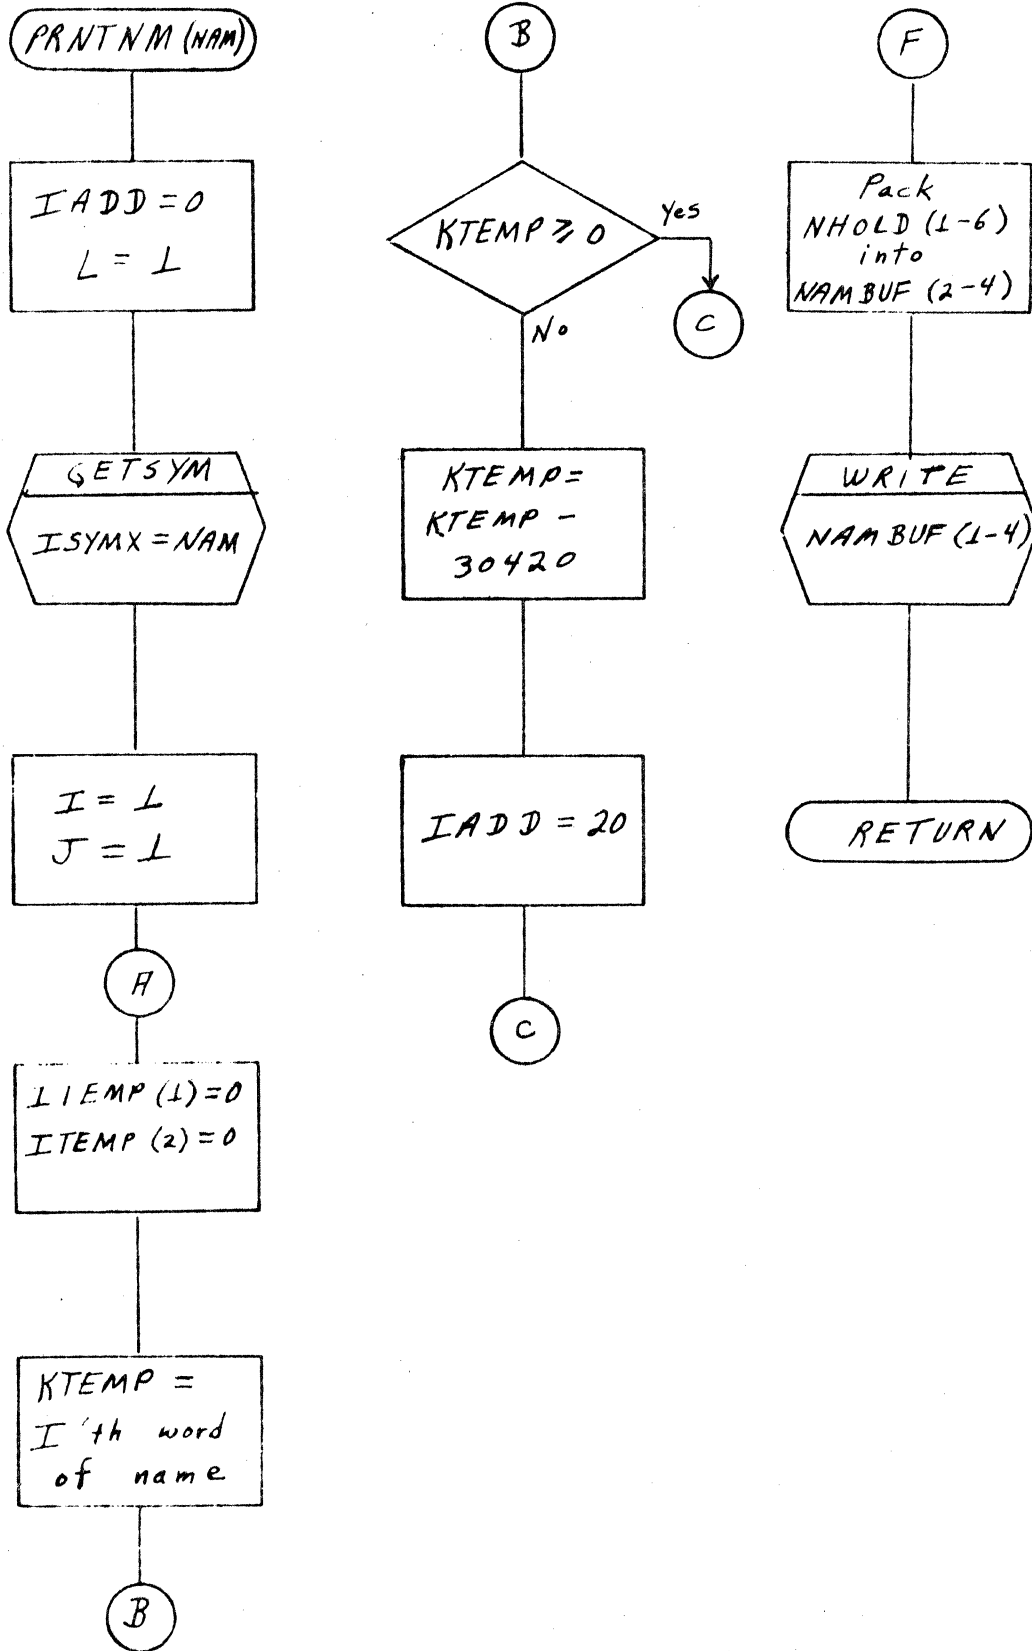 PRNTNM (NAM)
IADD = 0
L = 1
GETSYM
ISYMX = NAM
I = 1
J = 1
A
ITEMP (1) = 0
ITEMP (2) = 0
KTEMP =
I'th word
of name
B
B
KTEMP ≥ 0
Yes
C
No
KTEMP =
KTEMP -
30420
IADD = 20
C
F
Pack
NHOLD (1-6)
into
NAMBUF (2-4)
WRITE
NAMBUF (1-4)
RETURN